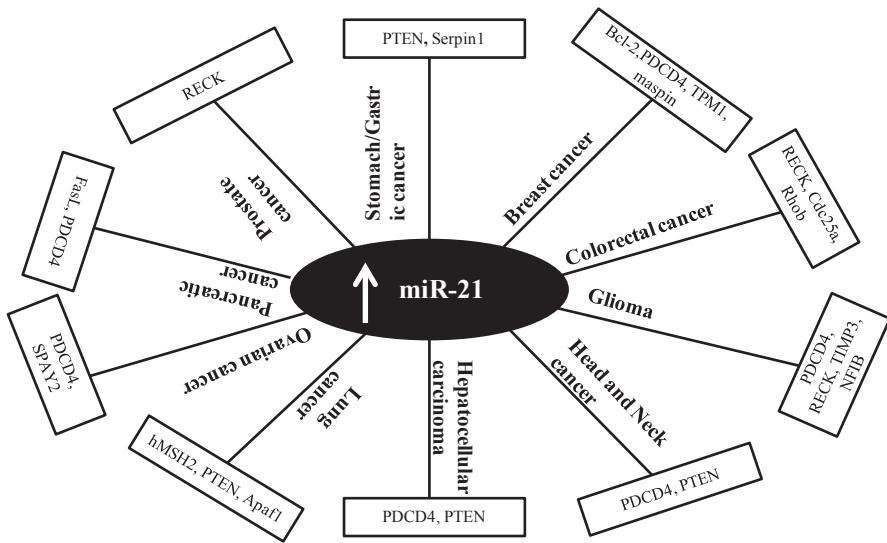 PTEN, Serpin1
Stomach/Gastr
ic cancer
Bcl-2,PDCD4, TPM1,
maspin
Breast cancer
RECK, Cdc25a,
Rhob
Colorectal cancer
PDCD4,
RECK, TIMP3,
NFIB
Glioma
PDCD4, PTEN
Head and Neck
cancer
PDCD4, PTEN
Hepatocellular
carcinoma
hMSH2, PTEN, Apaf1
Lung
cancer
PDCD4,
SPAY2
Ovarian cancer
FasL, PDCD4
Pancreatic
cancer
RECK
Prostate
cancer
miR-21